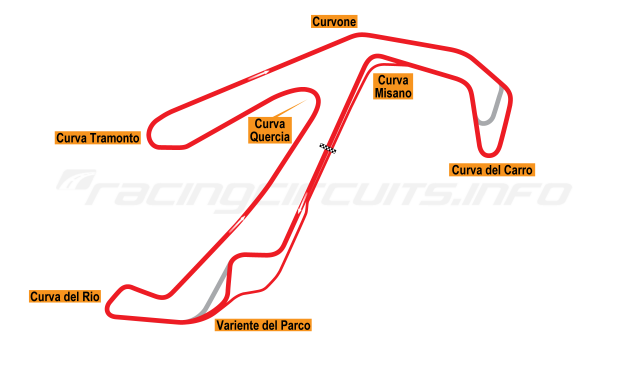 Curvone
Curva
Misano
Curva
Quercia
Curva Tramonto
Curva del Carro
racingcircuits.info
Curva del Rio
Variente del Parco